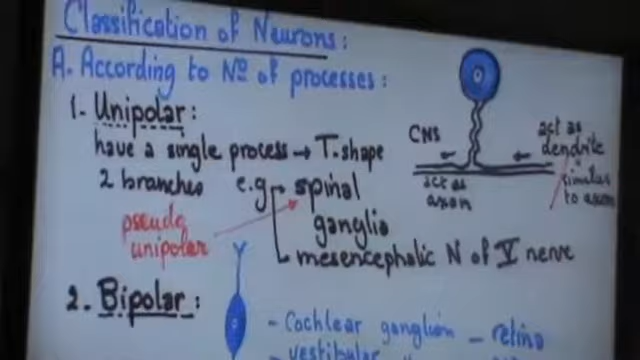 Classification of Neurons:
A. According to No of processes:
1- Unipolar:
have a single process → T-shape
2 branches e.g spinal
ganglia
mesencephalic N of V nerve
pseudo
unipolar
CNS
act as
axon
act as
dendrite
similar
to axon
2. Bipolar:
- Cochlear ganglion - retina
- vestibular